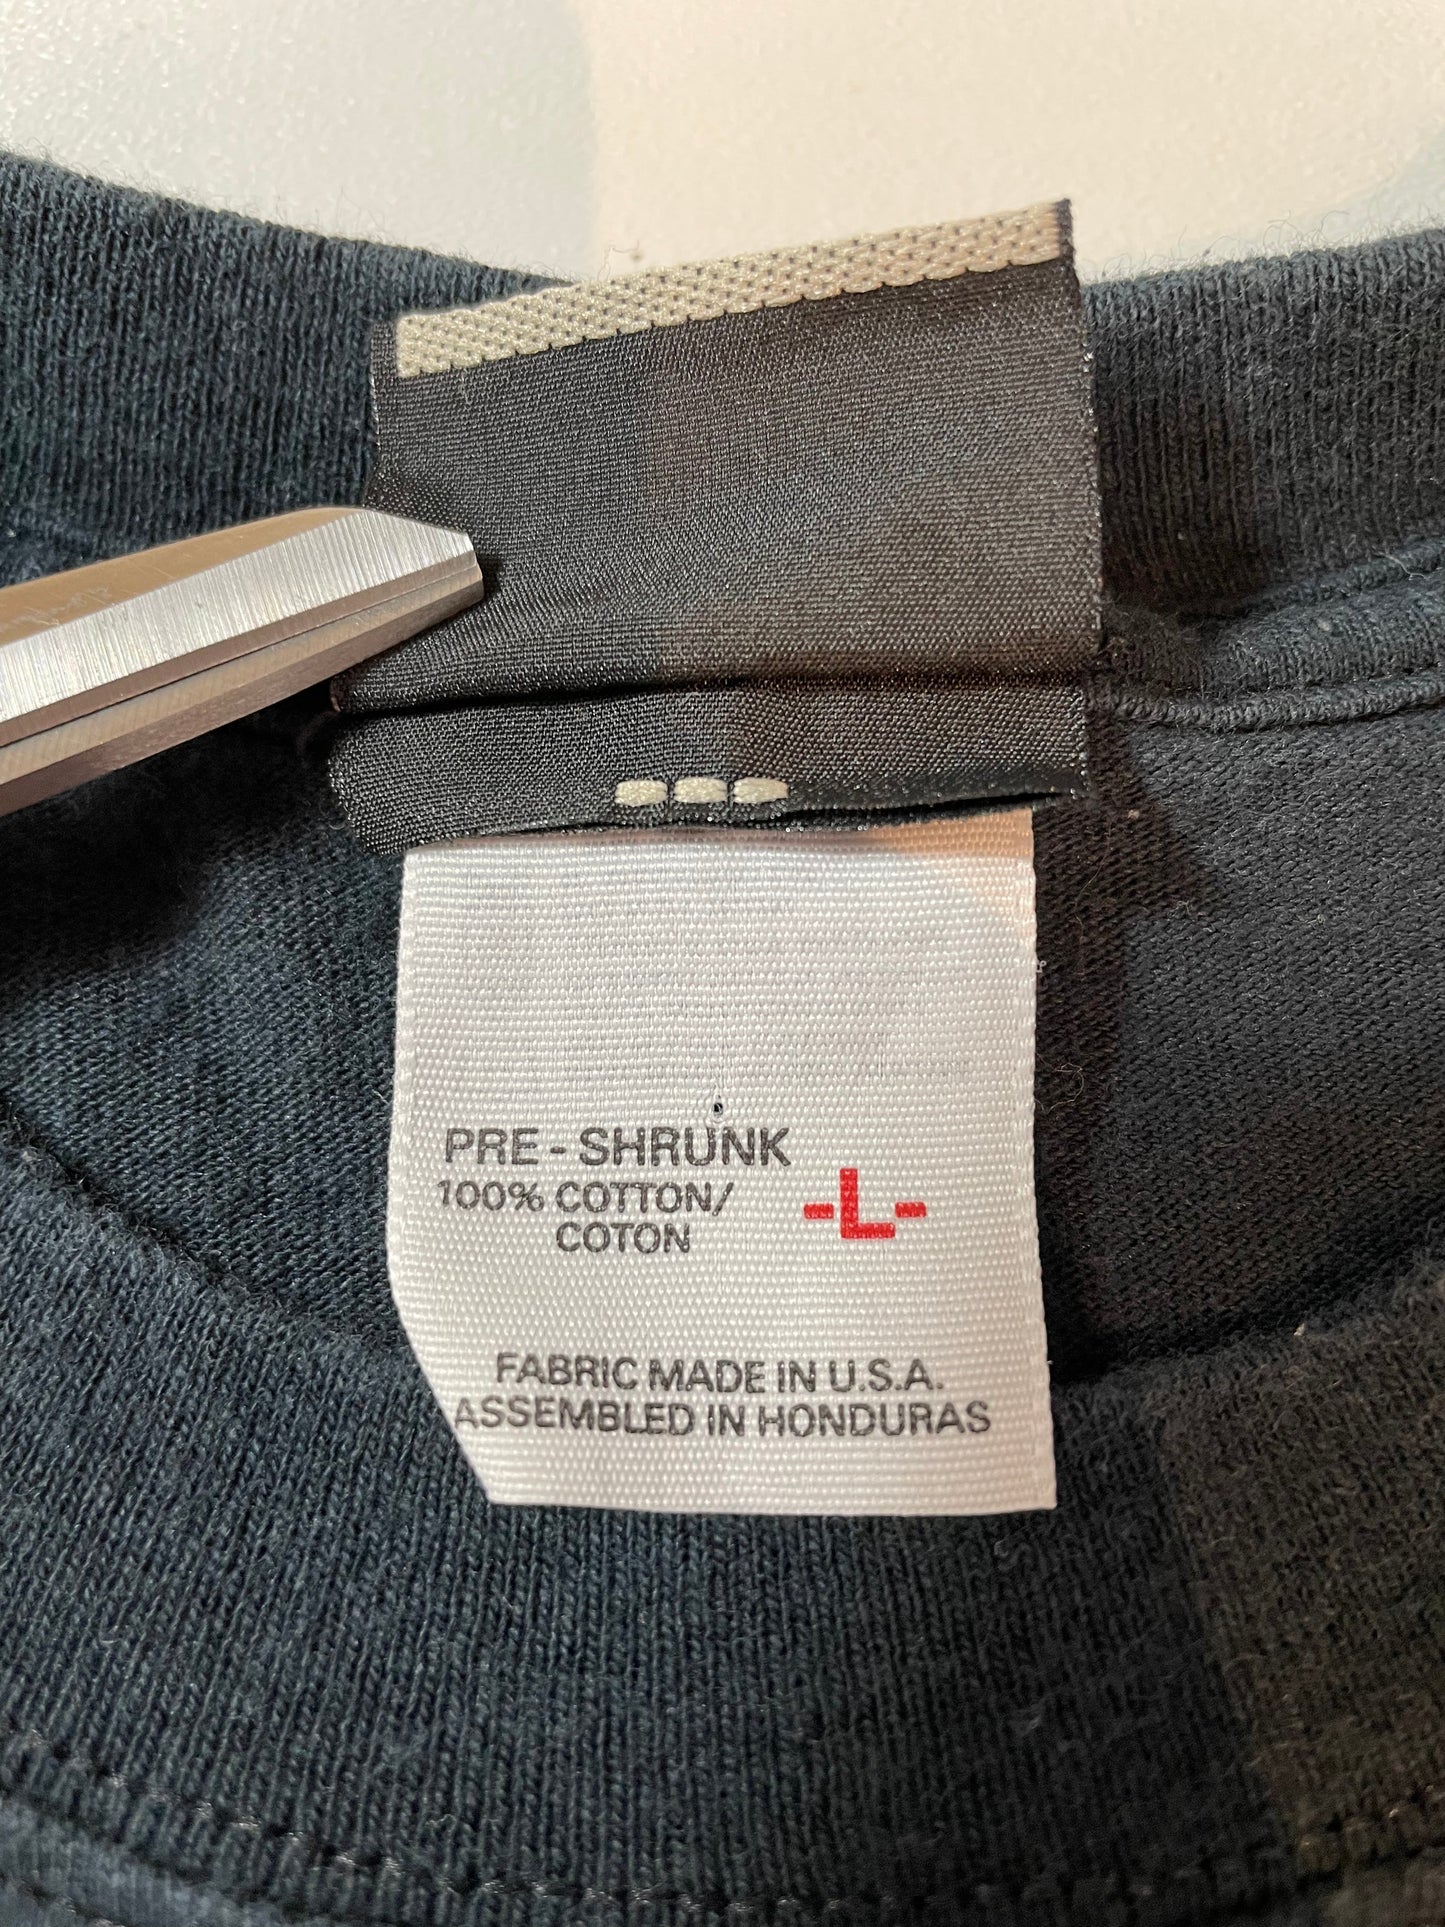 PRE-SHRUNK
100% COTTON/
COTON
-L-
FABRIC MADE IN U.S.A.
ASSEMBLED IN HONDURAS